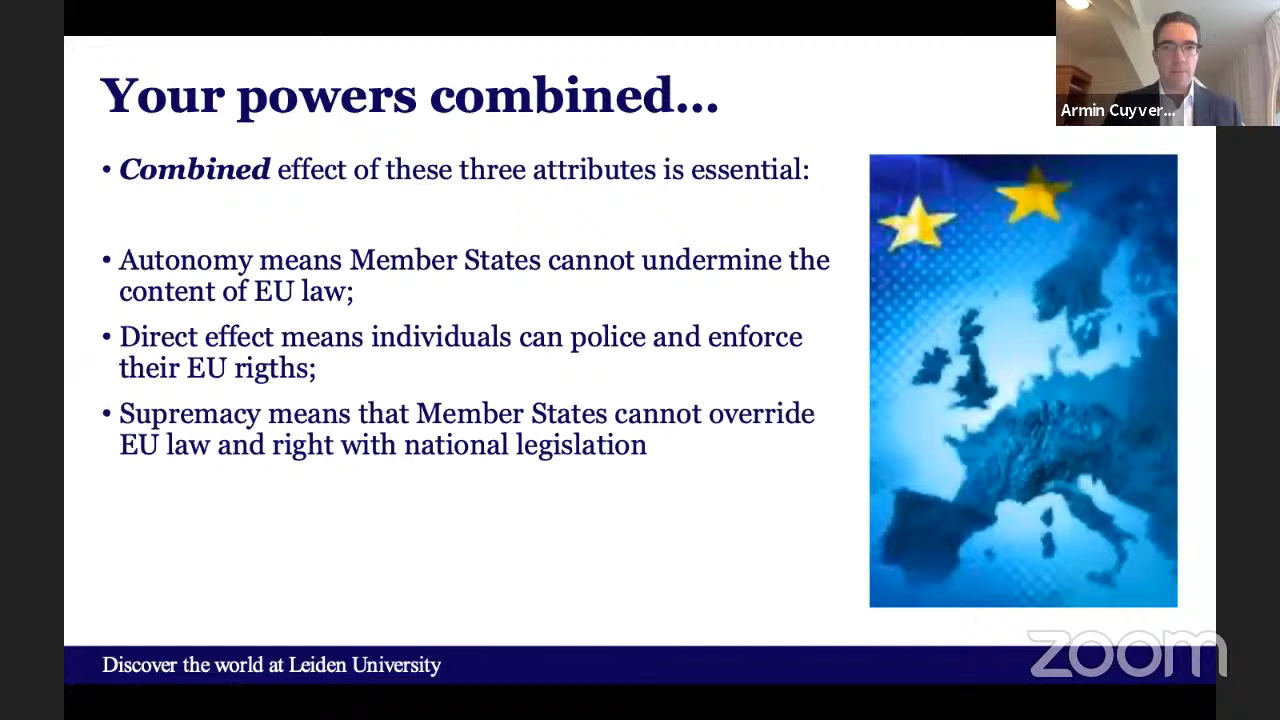 Your powers combined...
Armin Cuyver...
• Combined effect of these three attributes is essential:
• Autonomy means Member States cannot undermine the
content of EU law;
• Direct effect means individuals can police and enforce
their EU rigths;
• Supremacy means that Member States cannot override
EU law and right with national legislation
Discover the world at Leiden University
zoom